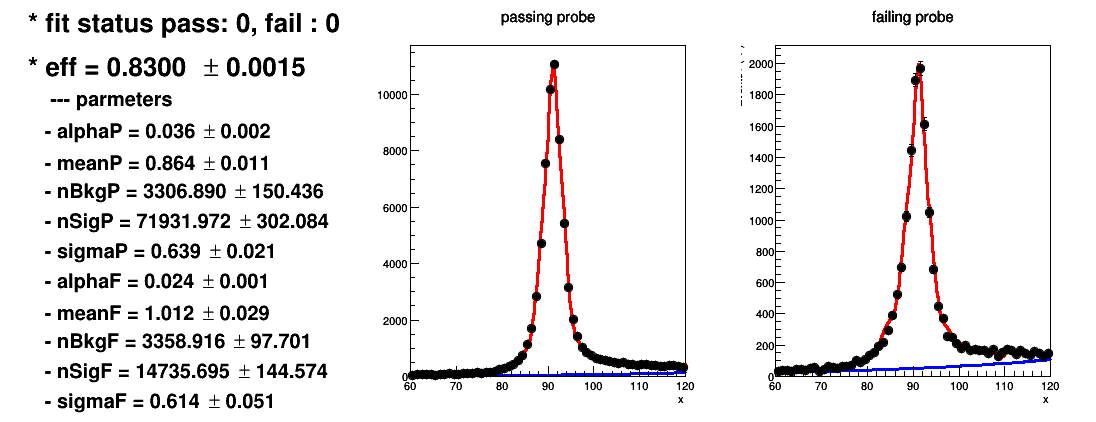 * fit status pass: 0, fail : 0
* eff = 0.8300 ± 0.0015
--- parmeters
- alphaP = 0.036 ± 0.002
- meanP = 0.864 ± 0.011
- nBkgP = 3306.890 ± 150.436
- nSigP = 71931.972 ± 302.084
- sigmaP = 0.639 ± 0.021
- alphaF = 0.024 ± 0.001
- meanF = 1.012 ± 0.029
- nBkgF = 3358.916 ± 97.701
- nSigF = 14735.695 ± 144.574
- sigmaF = 0.614 ± 0.051
passing probe
10000
8000
6000
4000
2000
0
60 70 80 90 100 110 120
x
failing probe
2000
1800
1600
1400
1200
1000
800
600
400
200
0
60 70 80 90 100 110 120
x